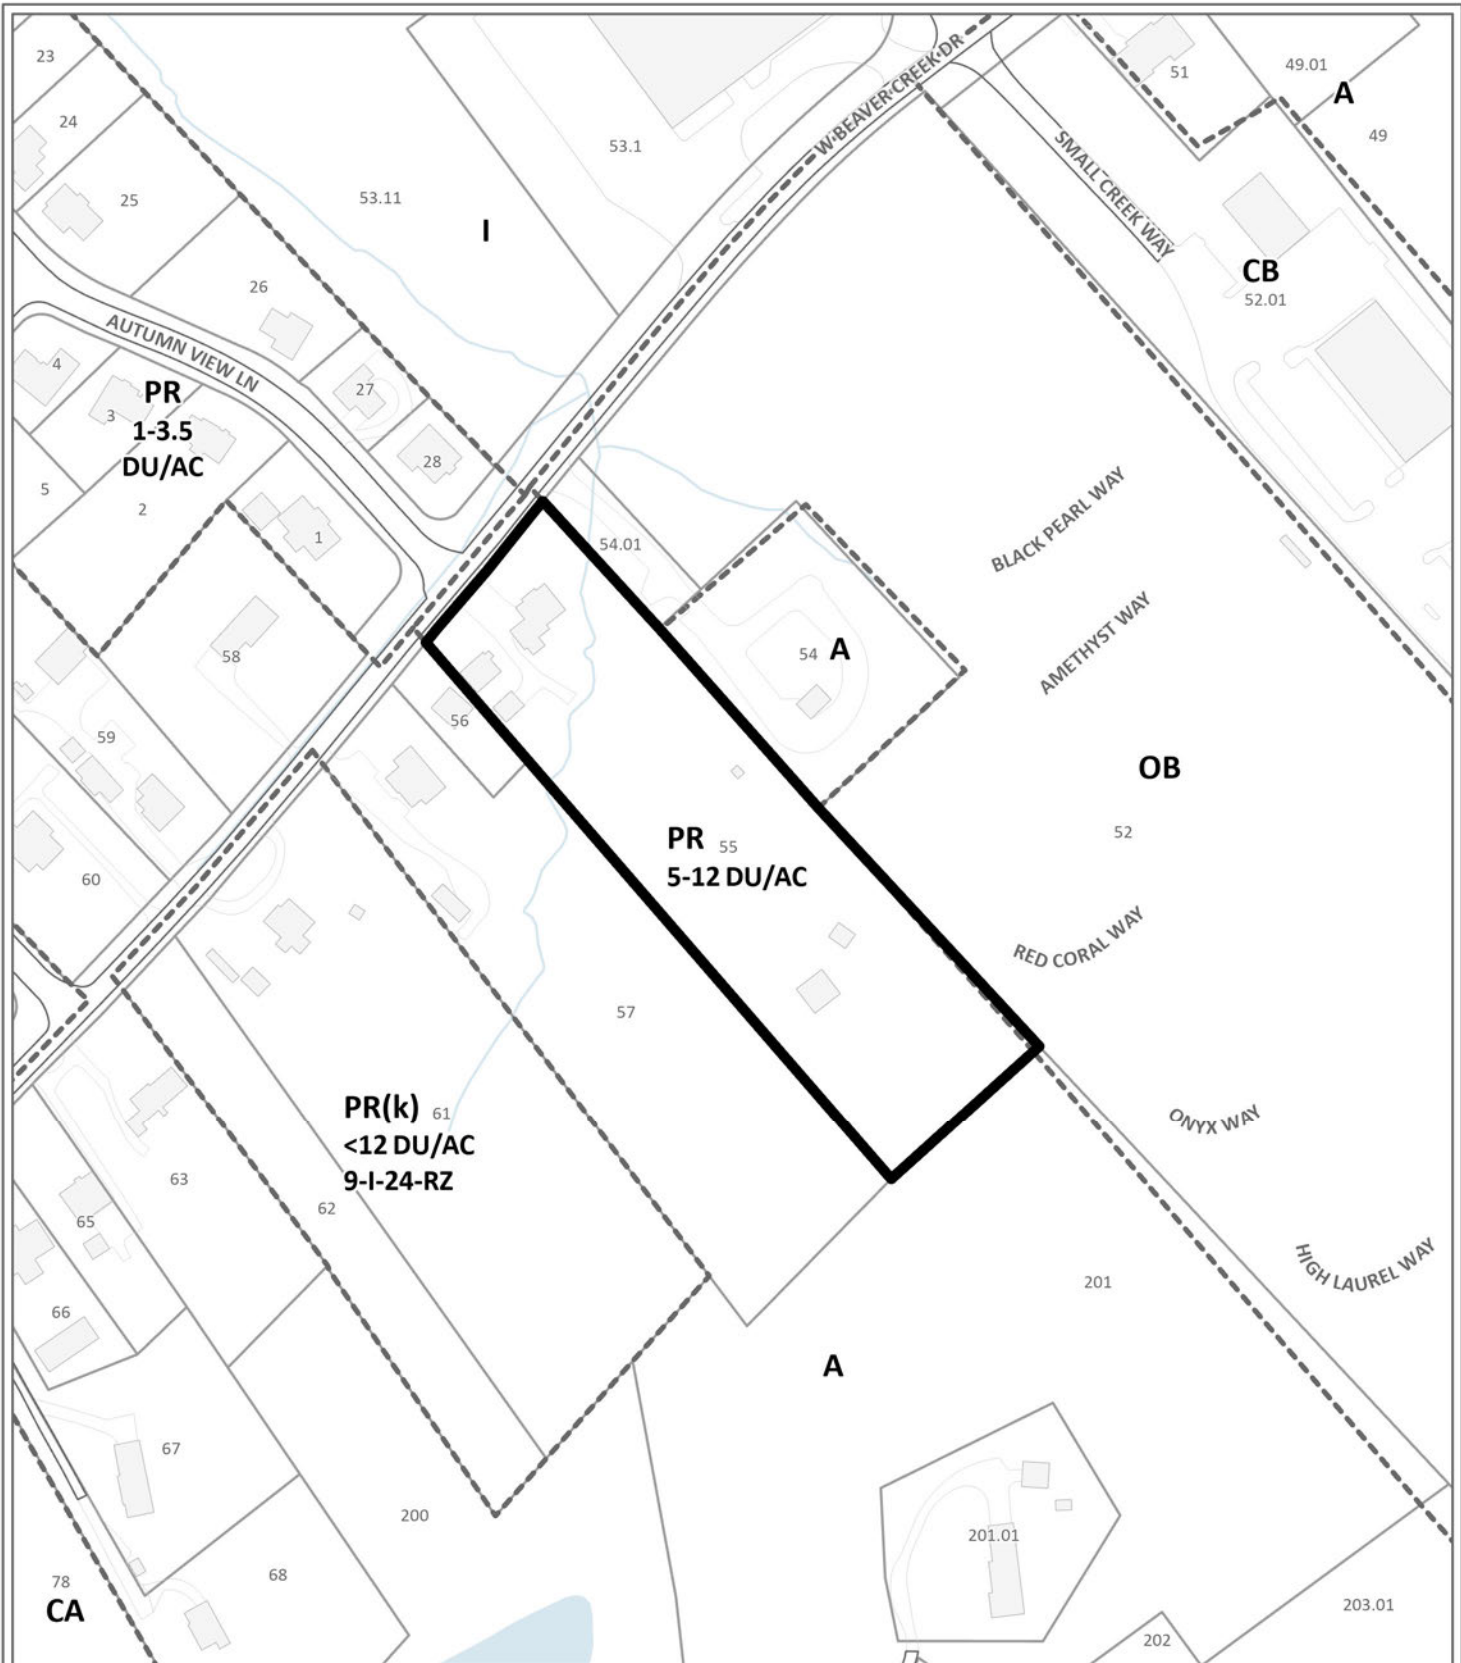 23
51
49.01
A
49
24
W BEAVER CREEK DR
53.1
SMALL CREEK WAY
25
53.11
I
CB
52.01
26
AUTUMN VIEW LN
4
27
3
PR
1-3.5
DU/AC
28
5
2
1
54.01
BLACK PEARL WAY
AMETHYST WAY
58
54
A
56
59
OB
52
PR
55
5-12 DU/AC
60
RED CORAL WAY
57
PR(k)
61
<12 DU/AC
9-I-24-RZ
ONYX WAY
63
62
65
HIGH LAUREL WAY
66
201
A
67
200
201.01
78
CA
68
203.01
202